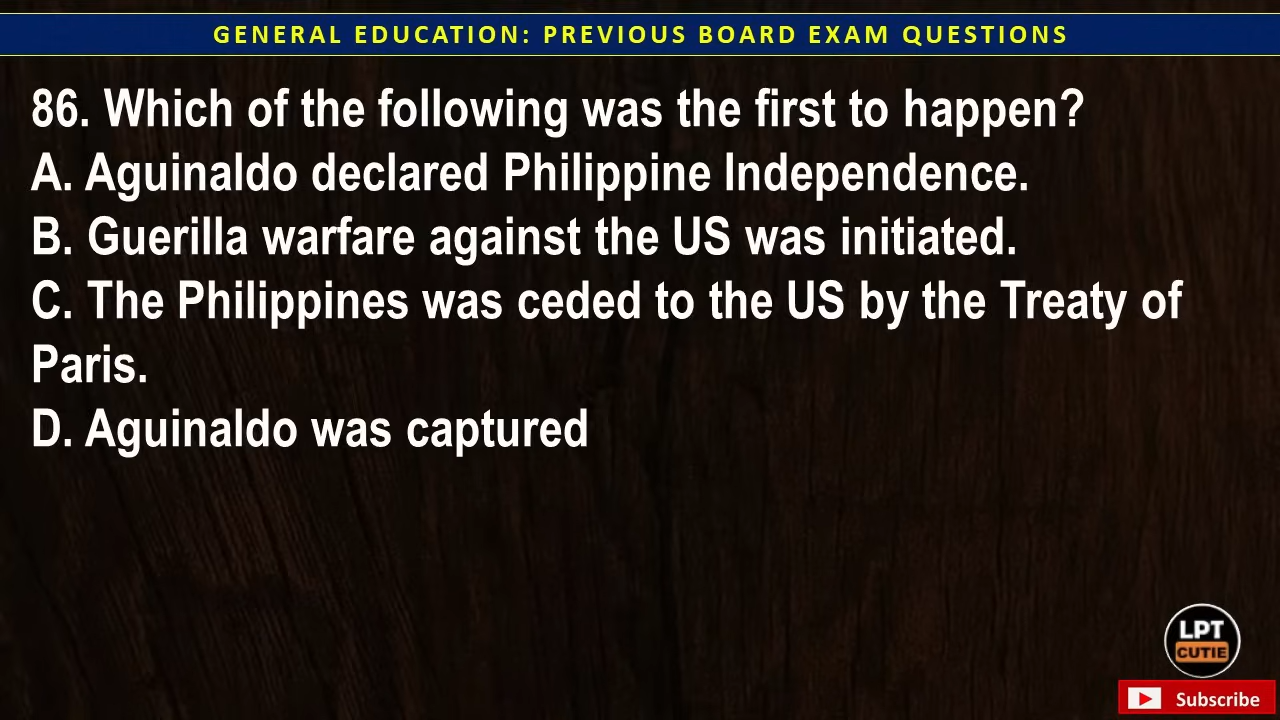 GENERAL EDUCATION: PREVIOUS BOARD EXAM QUESTIONS
86. Which of the following was the first to happen?
A. Aguinaldo declared Philippine Independence.
B. Guerilla warfare against the US was initiated.
C. The Philippines was ceded to the US by the Treaty of
Paris.
D. Aguinaldo was captured
LPT
CUTIE
Subscribe